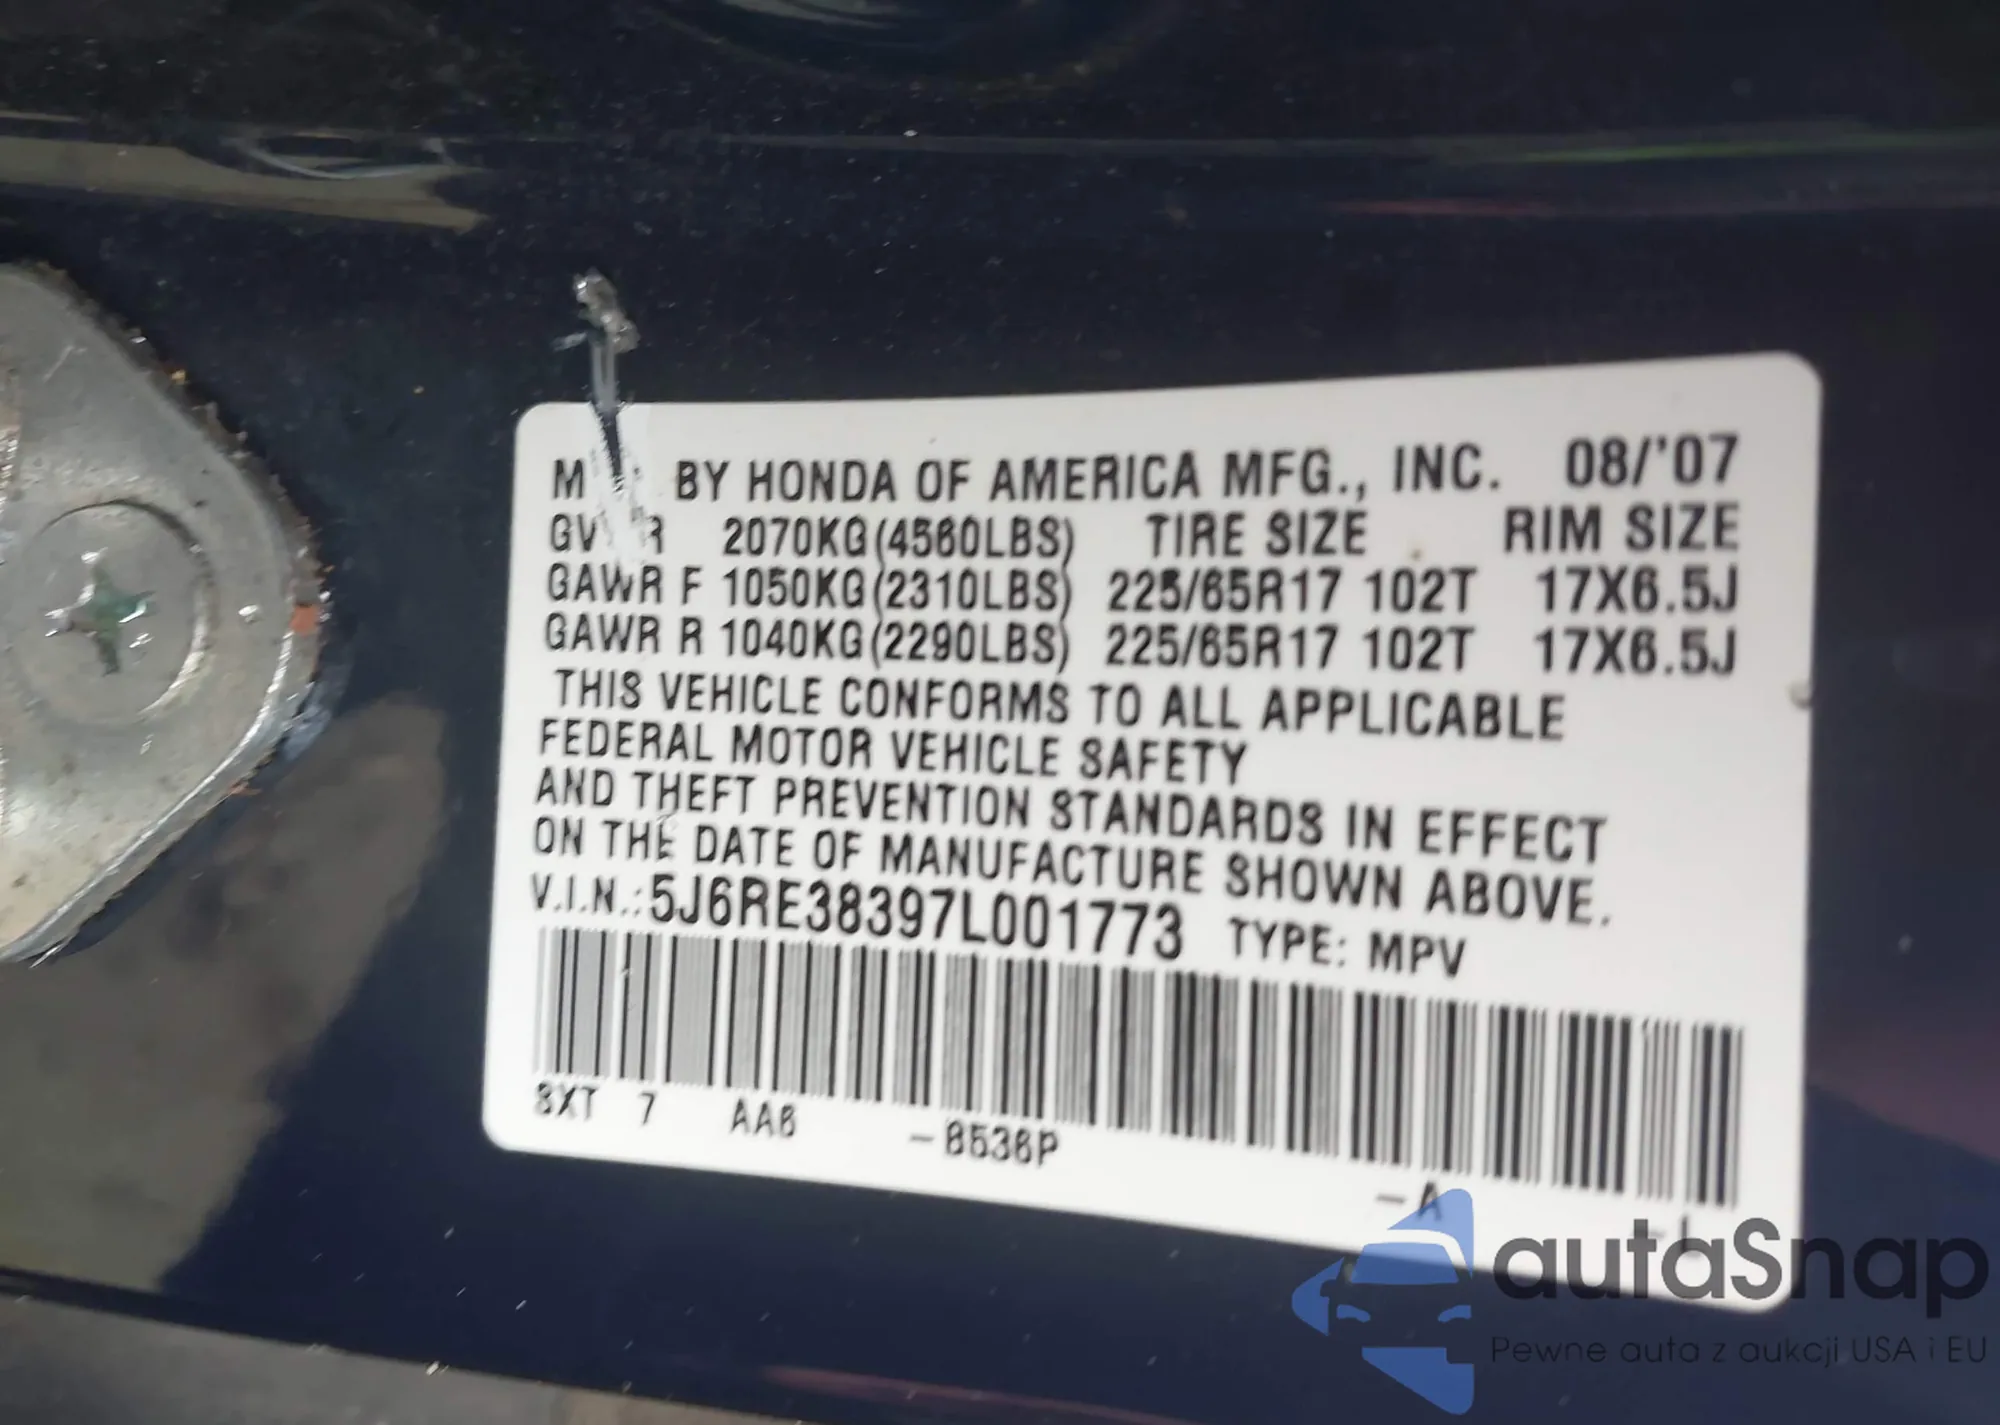 M BY HONDA OF AMERICA MFG., INC. 08/'07
GV R 2070KG(4560LBS) TIRE SIZE RIM SIZE
GAWR F 1050KG(2310LBS) 225/65R17 102T 17X6.5J
GAWR R 1040KG(2290LBS) 225/65R17 102T 17X6.5J
THIS VEHICLE CONFORMS TO ALL APPLICABLE
FEDERAL MOTOR VEHICLE SAFETY
AND THEFT PREVENTION STANDARDS IN EFFECT
ON THE DATE OF MANUFACTURE SHOWN ABOVE.
V.I.N.:5J6RE38397L001773 TYPE: MPV
SXT 7 AA6 -B536P -A -L
autaSnap
Pewne auta z aukcji USA i EU